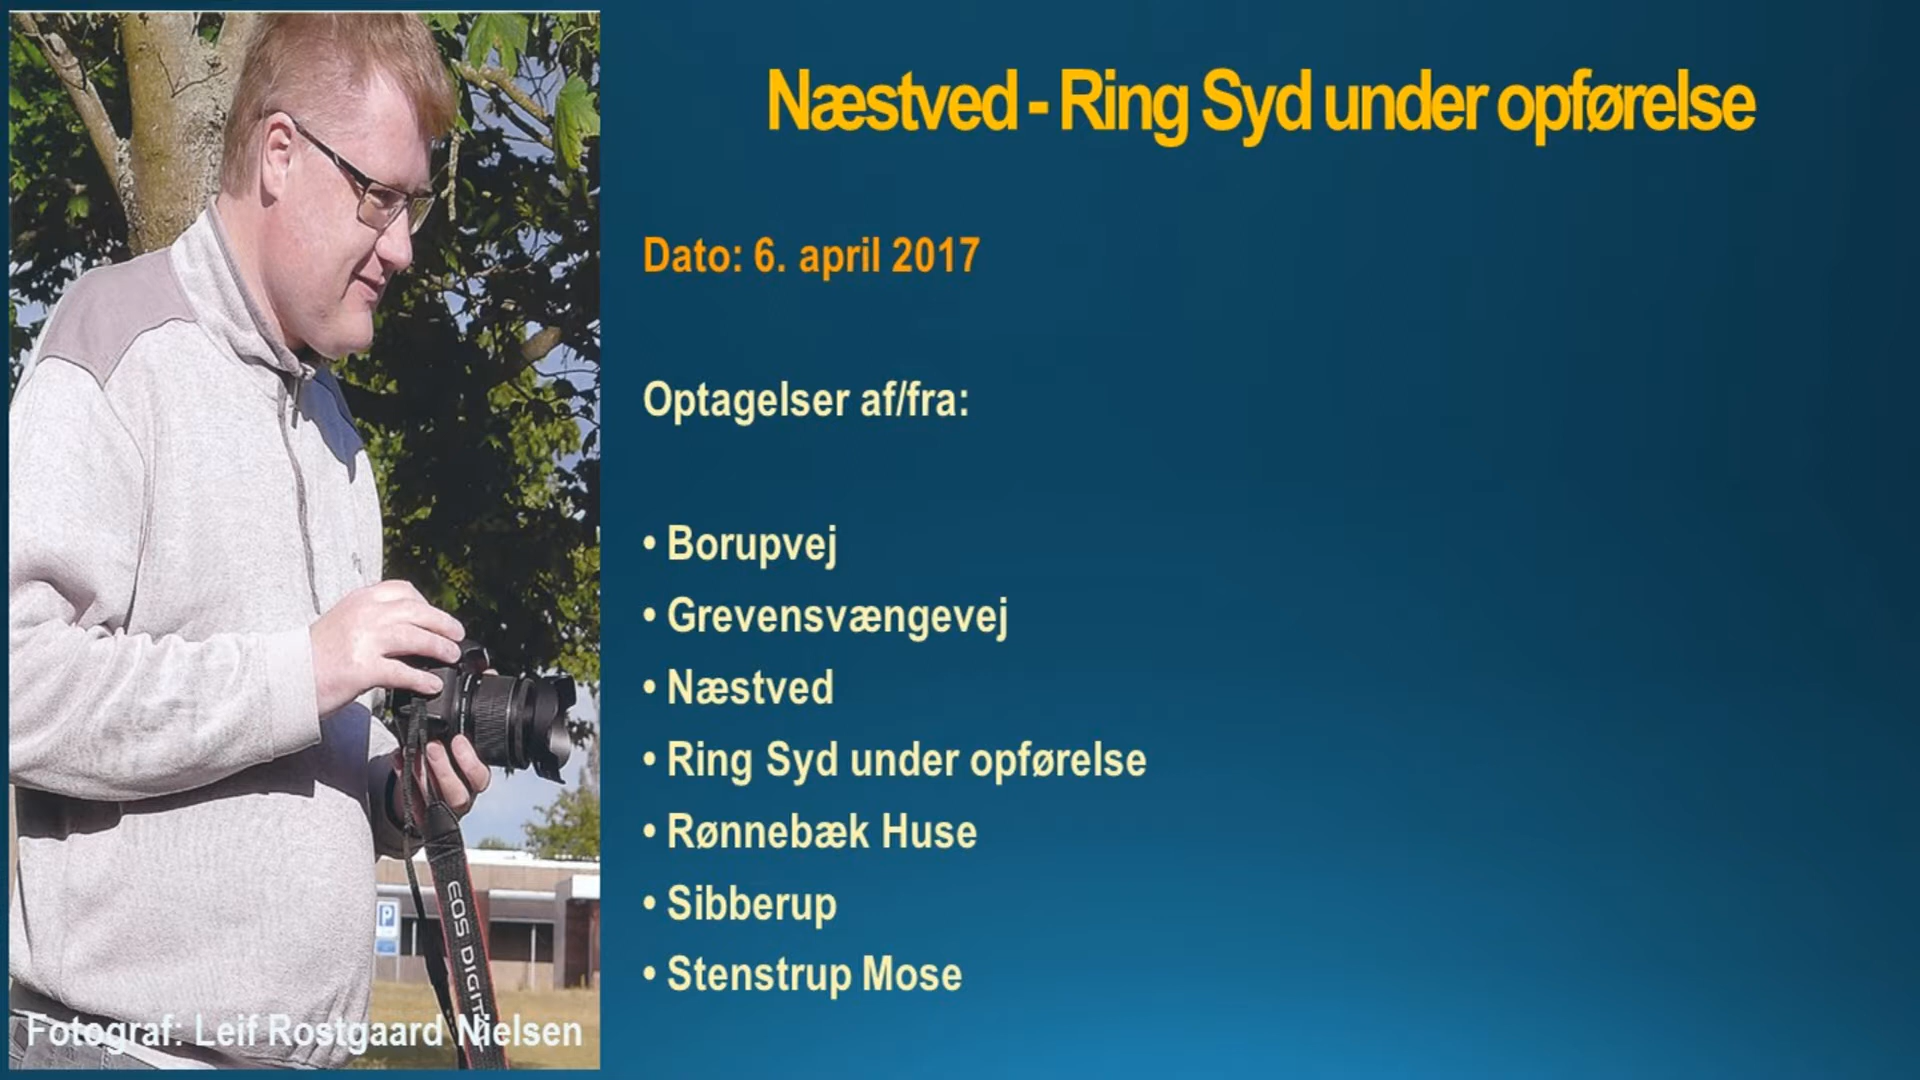 Næstved - Ring Syd under opførelse
Dato: 6. april 2017
Optagelser af/fra:
• Borupvej
• Grevensvængevej
• Næstved
• Ring Syd under opførelse
• Rønnebæk Huse
• Sibberup
• Stenstrup Mose
P
EOS DIGIT
Fotograf: Leif Rostgaard Nielsen